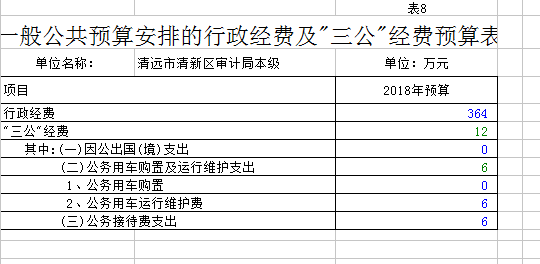 表8
一般公共预算安排的行政经费及"三公"经费预算表
单位名称： 清远市清新区审计局本级 单位：万元
项目 2018年预算
行政经费 364
"三公"经费 12
其中:(一)因公出国(境)支出 0
(二)公务用车购置及运行维护支出 6
1、公务用车购置 0
2、公务用车运行维护费 6
(三)公务接待费支出 6